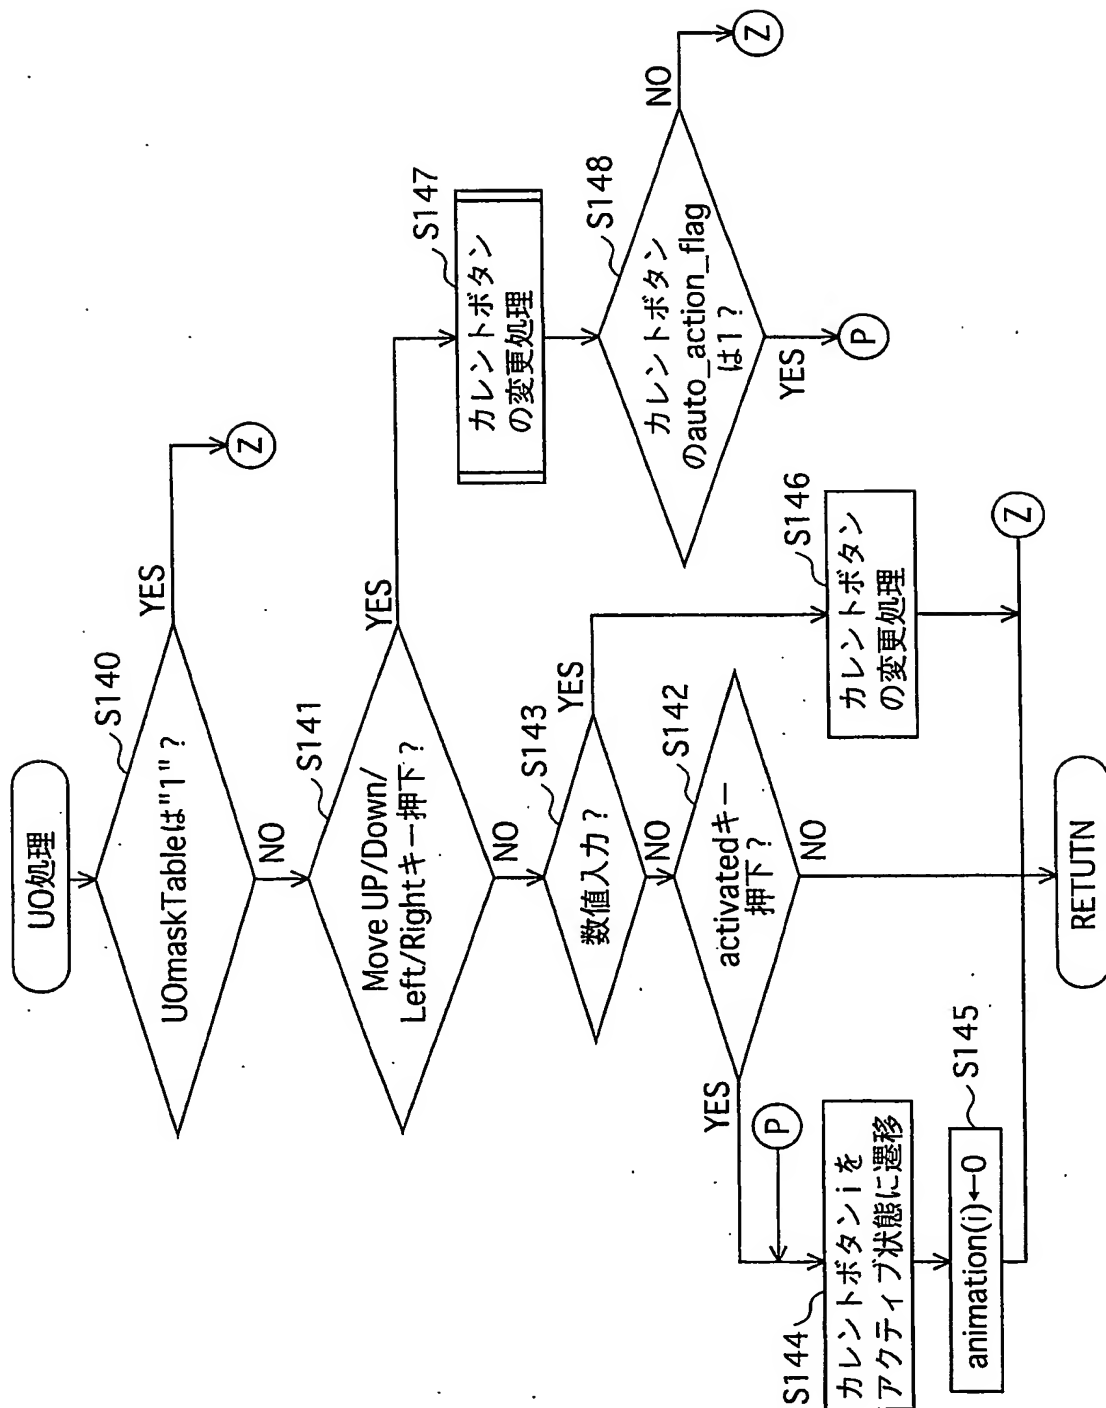 UO処理
S140
UOmaskTableは"1"？
YES
Z
NO
S141
Move UP/Down/
Left/Rightキー押下？
YES
NO
S147
カレントボタン
の変更処理
S148
カレントボタン
のauto_action_flag
は1？
NO
Z
YES
P
S143
数値入力？
YES
NO
S146
カレントボタン
の変更処理
S142
activatedキー
押下？
YES
NO
P
S144
カレントボタンiを
アクティブ状態に遷移
S145
animation(i)←0
Z
RETUTN